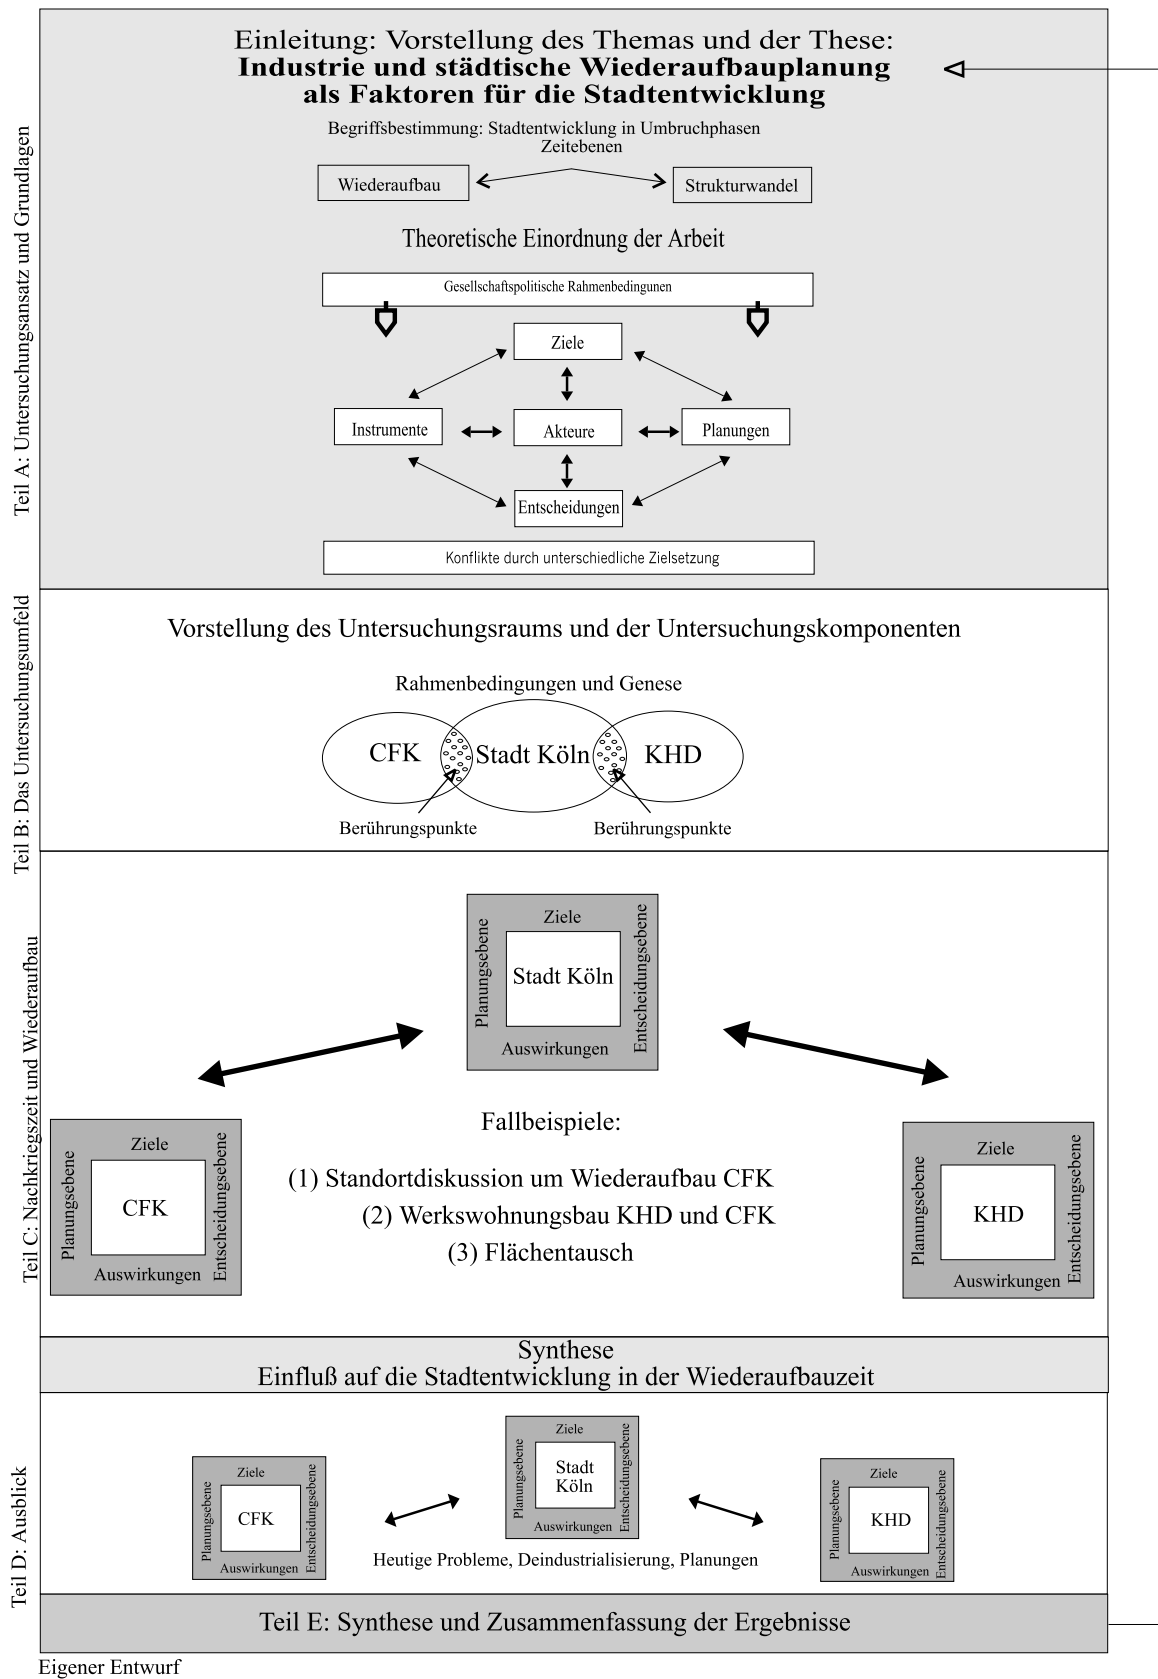 Einleitung: Vorstellung des Themas und der These:
Industrie und städtische Wiederaufbauplanung
als Faktoren für die Stadtentwicklung
Begriffsbestimmung: Stadtentwicklung in Umbruchphasen
Zeitebenen
Wiederaufbau
Strukturwandel
Theoretische Einordnung der Arbeit
Gesellschaftspolitische Rahmenbedingunen
Ziele
Instrumente
Akteure
Planungen
Entscheidungen
Konflikte durch unterschiedliche Zielsetzung
Teil A: Untersuchungsansatz und Grundlagen
Vorstellung des Untersuchungsraums und der Untersuchungskomponenten
Rahmenbedingungen und Genese
CFK
Stadt Köln
KHD
Berührungspunkte
Berührungspunkte
Teil B: Das Untersuchungsumfeld
Ziele
Planungsebene
Stadt Köln
Entscheidungsebene
Auswirkungen
Fallbeispiele:
(1) Standortdiskussion um Wiederaufbau CFK
(2) Werkswohnungsbau KHD und CFK
(3) Flächentausch
Ziele
Planungsebene
CFK
Entscheidungsebene
Auswirkungen
Ziele
Planungsebene
KHD
Entscheidungsebene
Auswirkungen
Teil C: Nachkriegszeit und Wiederaufbau
Synthese
Einfluß auf die Stadtentwicklung in der Wiederaufbauzeit
Ziele
Planungsebene
Stadt
Köln
Entscheidungsebene
Auswirkungen
Ziele
Planungsebene
CFK
Entscheidungsebene
Auswirkungen
Ziele
Planungsebene
KHD
Entscheidungsebene
Auswirkungen
Heutige Probleme, Deindustrialisierung, Planungen
Teil D: Ausblick
Teil E: Synthese und Zusammenfassung der Ergebnisse
Eigener Entwurf